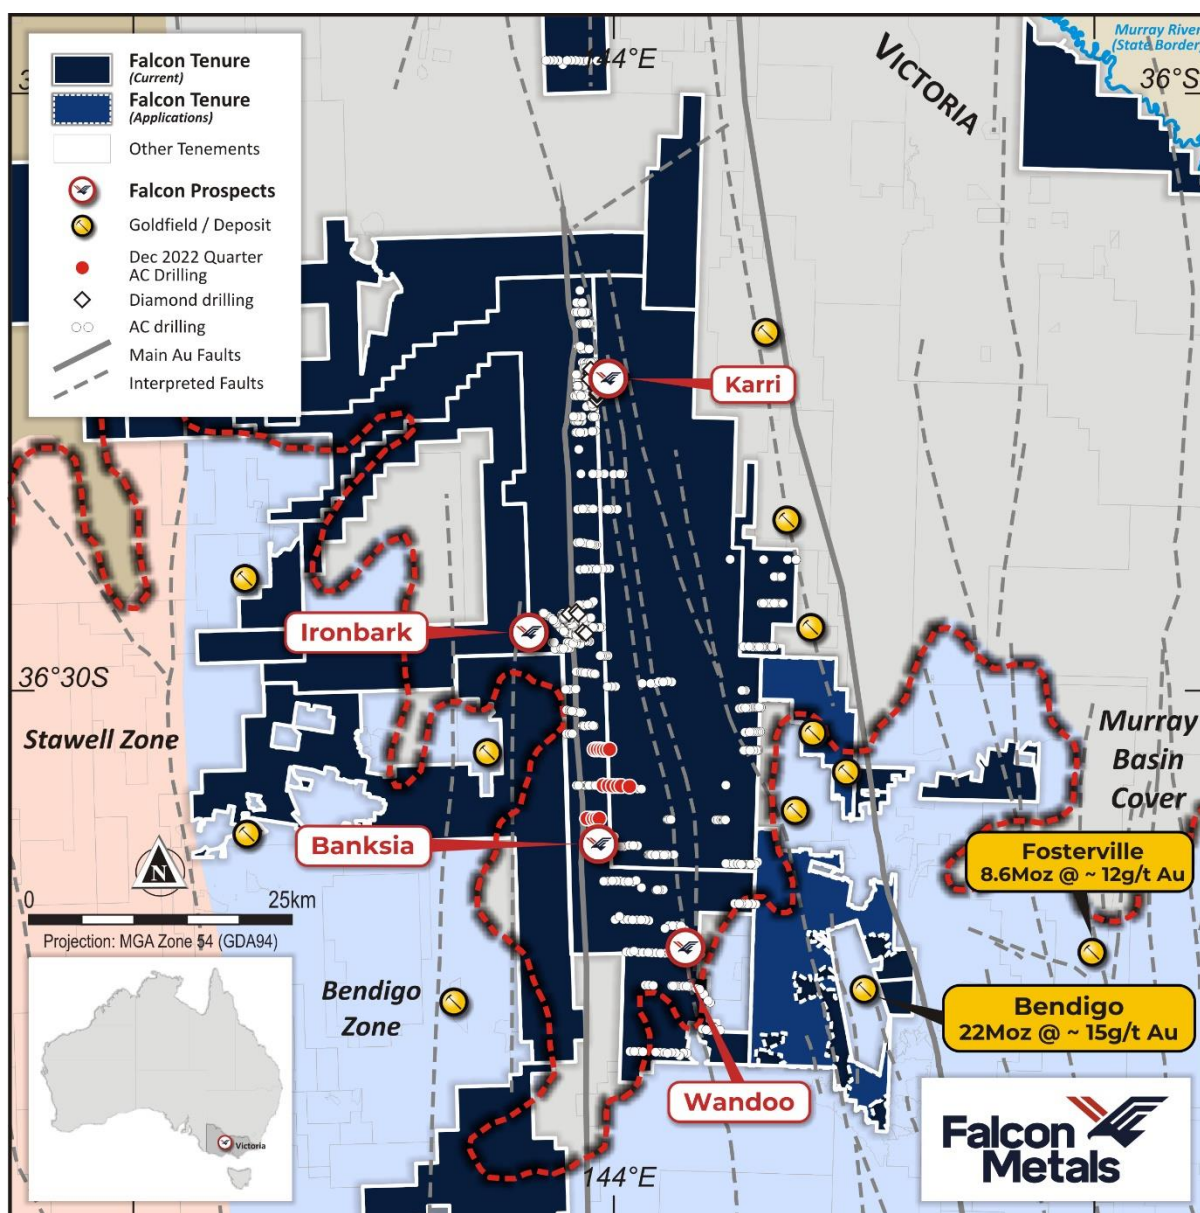 Falcon Tenure
(Current)
Falcon Tenure
(Applications)
Other Tenements
Falcon Prospects
Goldfield / Deposit
Dec 2022 Quarter
AC Drilling
Diamond drilling
AC drilling
Main Au Faults
Interpreted Faults
144°E
VICTORIA
Murray River
(State Border)
36°S
Karri
Ironbark
36°30S
Stawell Zone
Murray
Basin
Cover
Banksia
Fosterville
8.6Moz @ ~ 12g/t Au
N
0
25km
Projection: MGA Zone 54 (GDA94)
Bendigo
Zone
Bendigo
22Moz @ ~ 15g/t Au
Wandoo
Victoria
144°E
Falcon
Metals